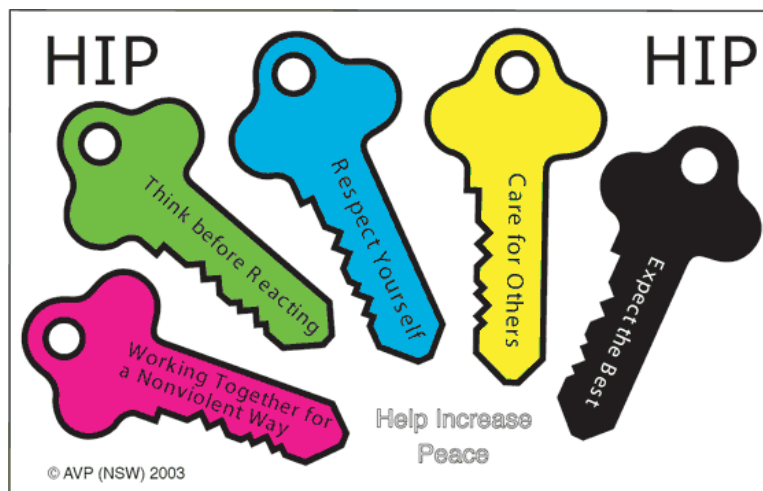 HIP
HIP
Think before Reacting
Respect Yourself
Care for Others
Expect the Best
Working Together for
a Nonviolent Way
Help Increase
Peace
© AVP (NSW) 2003